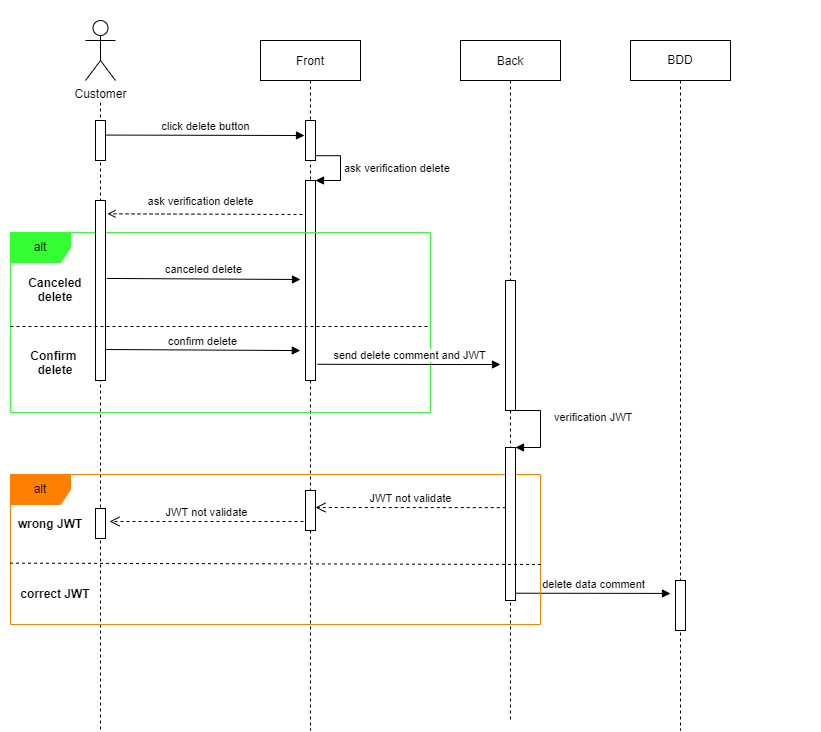 Customer
Front
Back
BDD
click delete button
ask verification delete
ask verification delete
alt
canceled delete
Canceled
delete
confirm delete
Confirm
delete
send delete comment and JWT
verification JWT
alt
JWT not validate
JWT not validate
wrong JWT
delete data comment
correct JWT